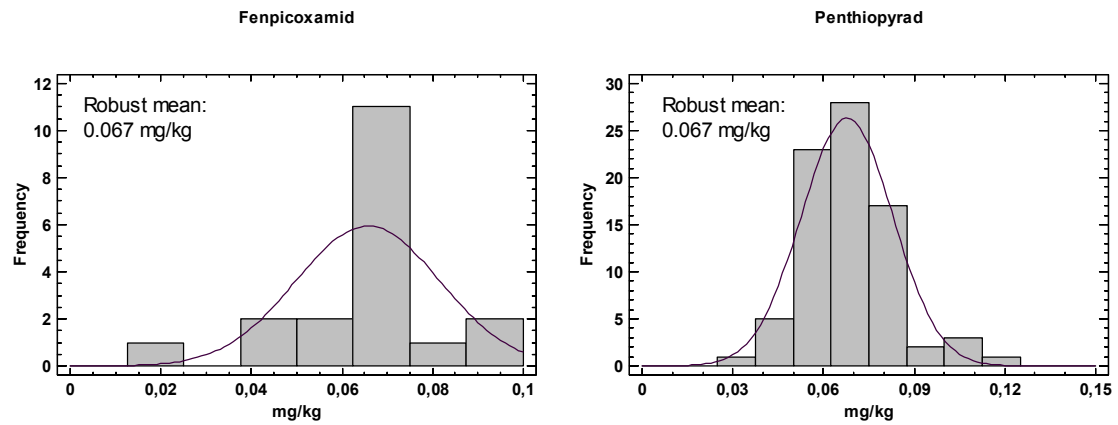 Fenpicoxamid
Robust mean:
0.067 mg/kg
Frequency
12
10
8
6
4
2
0
0
0,02
0,04
0,06
0,08
0,1
mg/kg
Penthiopyrad
Robust mean:
0.067 mg/kg
Frequency
30
25
20
15
10
5
0
0
0,03
0,06
0,09
0,12
0,15
mg/kg